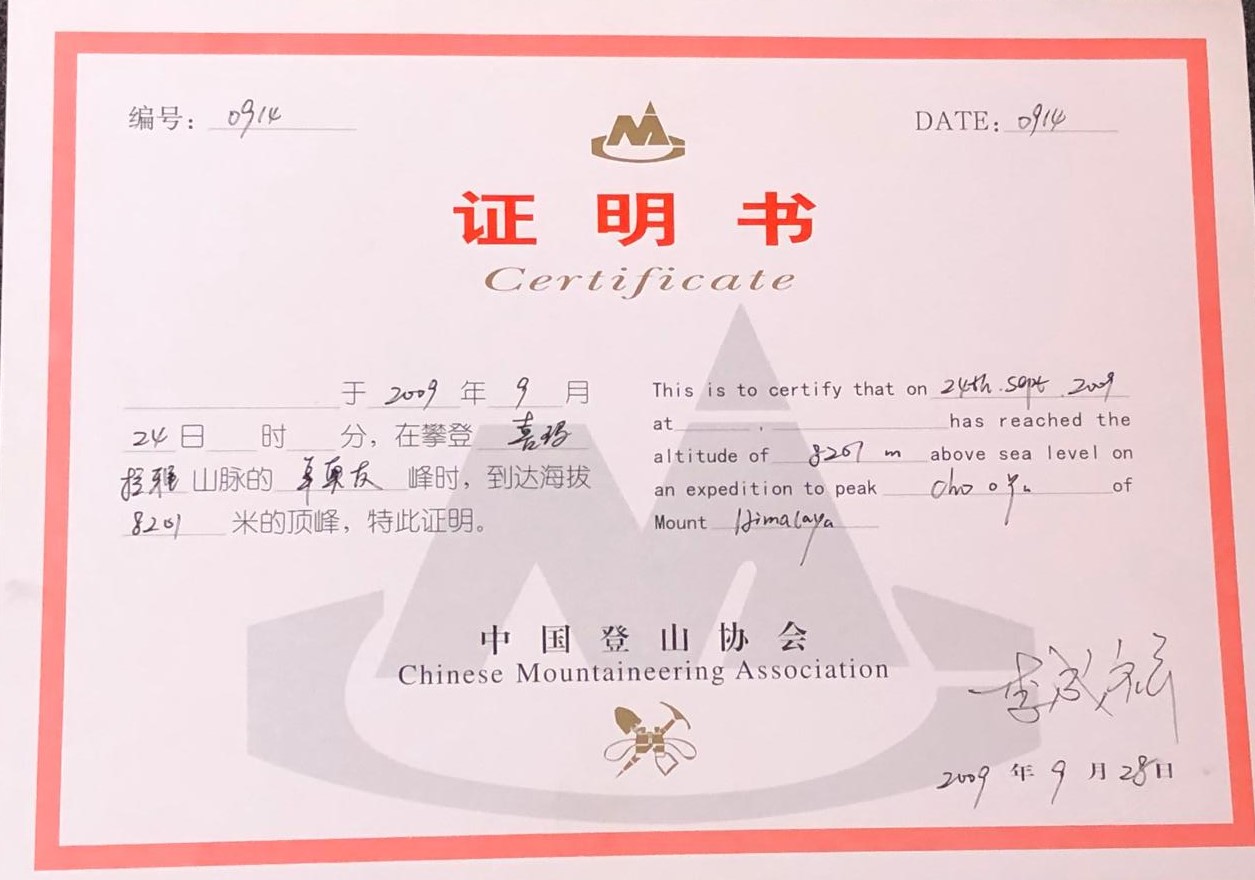 编号： 0914
DATE： 0914
证明书
Certificate
于 2009 年 9 月
24 日 时 分，在攀登 喜玛
拉雅 山脉的 卓奥友 峰时，到达海拔
8201 米的顶峰，特此证明。
This is to certify that on 24th.Sept.2009
at , has reached the
altitude of 8201 m above sea level on
an expedition to peak cho oyu of
Mount Himalaya
中国登山协会
Chinese Mountaineering Association
2009 年 9 月 28 日